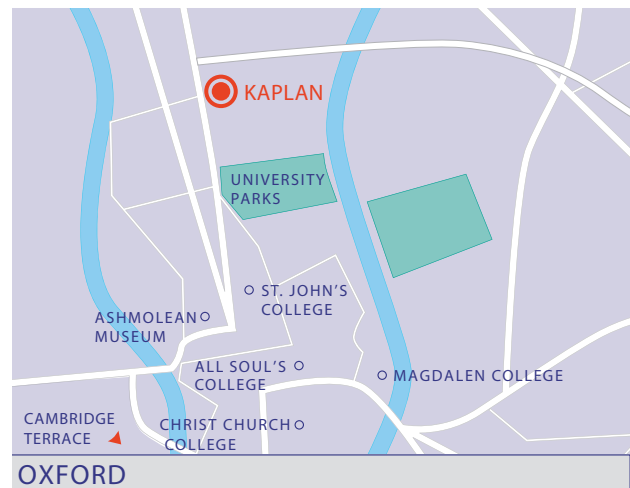 KAPLAN
UNIVERSITY
PARKS
ST. JOHN'S
COLLEGE
ASHMOLEAN
MUSEUM
ALL SOUL'S
COLLEGE
MAGDALEN COLLEGE
CAMBRIDGE
TERRACE
CHRIST CHURCH
COLLEGE
OXFORD